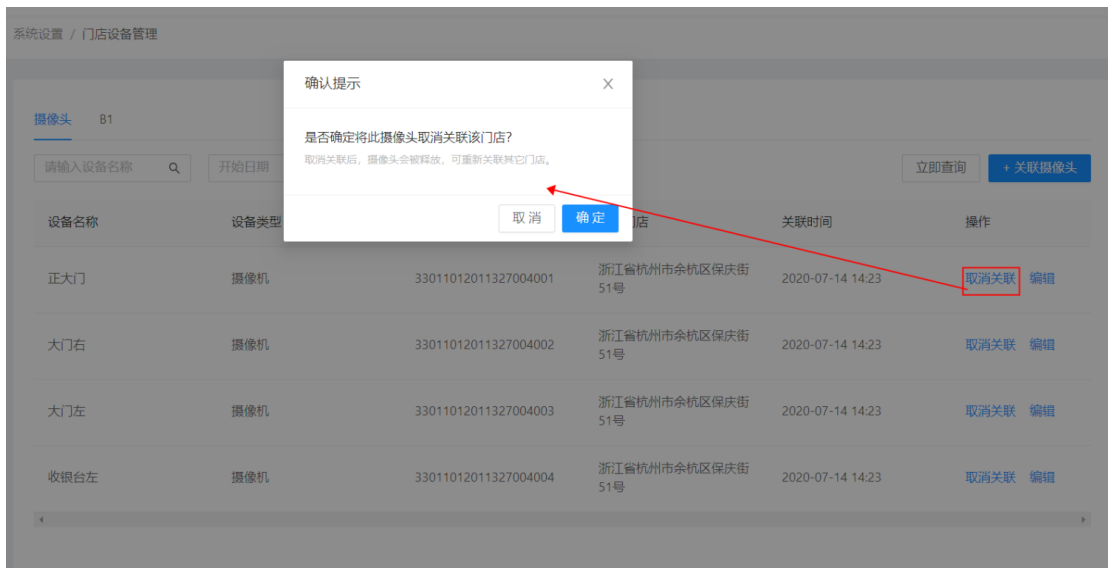 系统设置 / 门店设备管理
确认提示
是否确定将此摄像头取消关联该门店?
取消关联后，摄像头会被释放，可重新关联其它门店。
取 消 确 定
摄像头 B1
请输入设备名称 开始日期 立即查询 + 关联摄像头
设备名称 设备类型 门店 关联时间 操作
正大门 摄像机 33011012011327004001 浙江省杭州市余杭区保庆街 2020-07-14 14:23 取消关联 编辑
51号
大门右 摄像机 33011012011327004002 浙江省杭州市余杭区保庆街 2020-07-14 14:23 取消关联 编辑
51号
大门左 摄像机 33011012011327004003 浙江省杭州市余杭区保庆街 2020-07-14 14:23 取消关联 编辑
51号
收银台左 摄像机 33011012011327004004 浙江省杭州市余杭区保庆街 2020-07-14 14:23 取消关联 编辑
51号